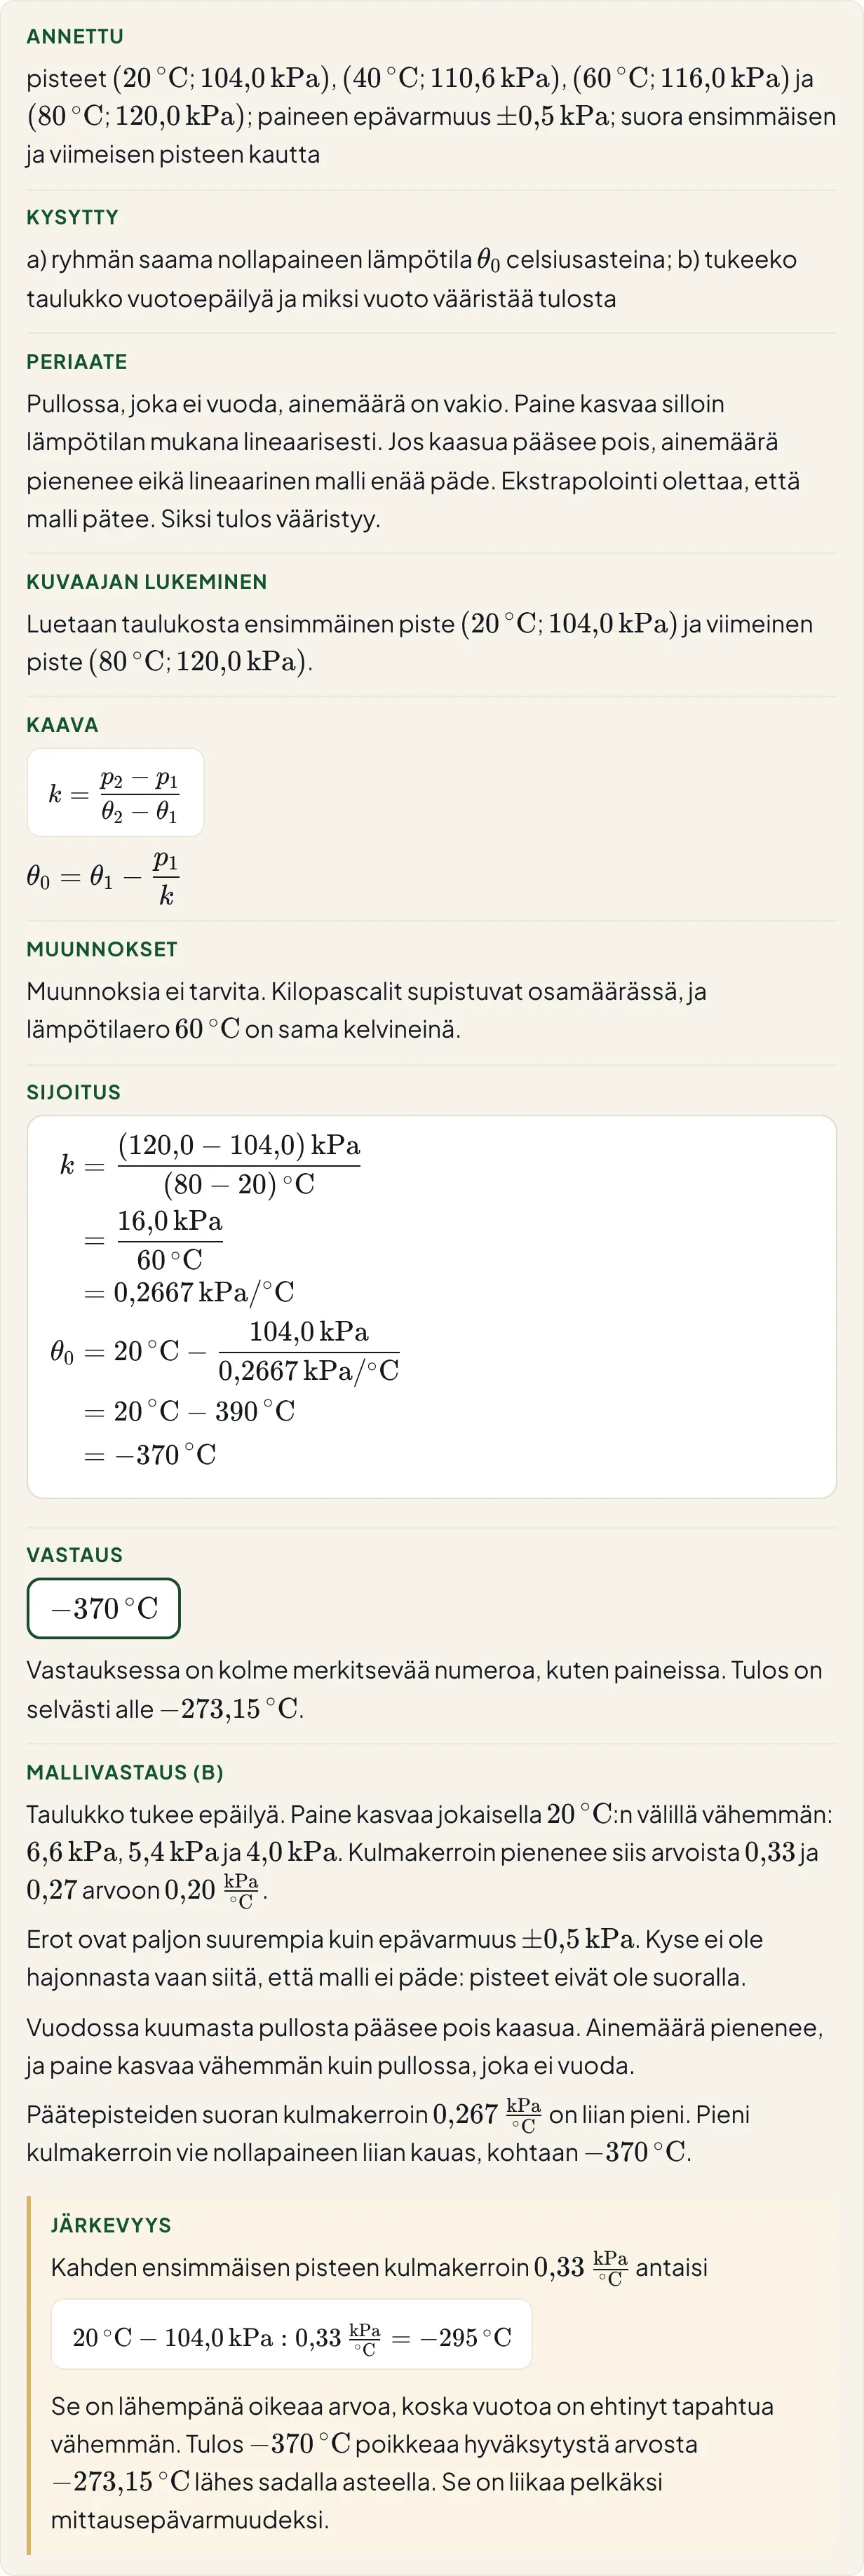 ANNETTU
pisteet (20 °C; 104,0 kPa), (40 °C; 110,6 kPa), (60 °C; 116,0 kPa) ja
(80 °C; 120,0 kPa); paineen epävarmuus ±0,5 kPa; suora ensimmäisen
ja viimeisen pisteen kautta
KYSYTTY
a) ryhmän saama nollapaineen lämpötila θ₀ celsiusasteina; b) tukeeko
taulukko vuotoepäilyä ja miksi vuoto vääristää tulosta
PERIAATE
Pullossa, joka ei vuoda, ainemäärä on vakio. Paine kasvaa silloin
lämpötilan mukana lineaarisesti. Jos kaasua pääsee pois, ainemäärä
pienenee eikä lineaarinen malli enää päde. Ekstrapolointi olettaa, että
malli pätee. Siksi tulos vääristyy.
KUVAAJAN LUKEMINEN
Luetaan taulukosta ensimmäinen piste (20 °C; 104,0 kPa) ja viimeinen
piste (80 °C; 120,0 kPa).
KAAVA
k = (p₂ − p₁)/(θ₂ − θ₁)
θ₀ = θ₁ − p₁/k
MUUNNOKSET
Muunnoksia ei tarvita. Kilopascalit supistuvat osamäärässä, ja
lämpötilaero 60 °C on sama kelvineinä.
SIJOITUS
k = (120,0 − 104,0) kPa/(80 − 20) °C
= 16,0 kPa/60 °C
= 0,2667 kPa/°C
θ₀ = 20 °C − 104,0 kPa/0,2667 kPa/°C
= 20 °C − 390 °C
= −370 °C
VASTAUS
−370 °C
Vastauksessa on kolme merkitsevää numeroa, kuten paineissa. Tulos on
selvästi alle −273,15 °C.
MALLIVASTAUS (B)
Taulukko tukee epäilyä. Paine kasvaa jokaisella 20 °C:n välillä vähemmän:
6,6 kPa, 5,4 kPa ja 4,0 kPa. Kulmakerroin pienenee siis arvoista 0,33 ja
0,27 arvoon 0,20 kPa/°C.
Erot ovat paljon suurempia kuin epävarmuus ±0,5 kPa. Kyse ei ole
hajonnasta vaan siitä, että malli ei päde: pisteet eivät ole suoralla.
Vuodossa kuumasta pullosta pääsee pois kaasua. Ainemäärä pienenee,
ja paine kasvaa vähemmän kuin pullossa, joka ei vuoda.
Päätepisteiden suoran kulmakerroin 0,267 kPa/°C on liian pieni. Pieni
kulmakerroin vie nollapaineen liian kauas, kohtaan −370 °C.
JÄRKEVYYS
Kahden ensimmäisen pisteen kulmakerroin 0,33 kPa/°C antaisi
20 °C − 104,0 kPa : 0,33 kPa/°C = −295 °C
Se on lähempänä oikeaa arvoa, koska vuotoa on ehtinyt tapahtua
vähemmän. Tulos −370 °C poikkeaa hyväksytystä arvosta
−273,15 °C lähes sadalla asteella. Se on liikaa pelkäksi
mittausepävarmuudeksi.